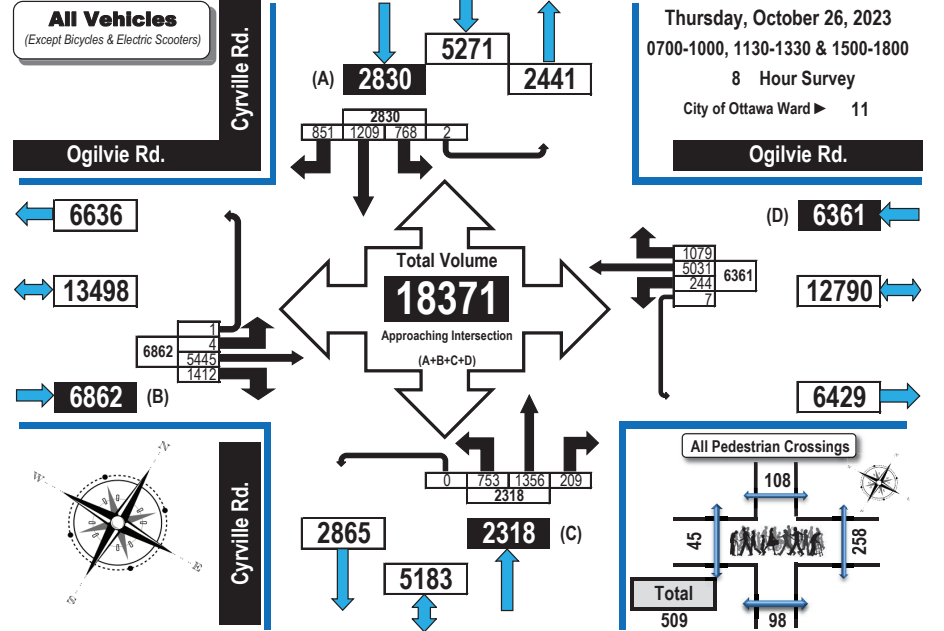 All Vehicles
(Except Bicycles & Electric Scooters)
Cyrville Rd.
Ogilvie Rd.
5271
(A) 2830
2441
2830
851 1209 768 2
Thursday, October 26, 2023
0700-1000, 1130-1330 & 1500-1800
8 Hour Survey
City of Ottawa Ward ► 11
Ogilvie Rd.
6636
13498
6862 (B)
6862
1
4
5445
1412
Total Volume
18371
Approaching Intersection
(A+B+C+D)
1079
5031
244
7
6361
(D) 6361
12790
6429
N
W
E
S
Cyrville Rd.
0 753 1356 209
2318
2865
2318 (C)
5183
All Pedestrian Crossings
108
45
258
98
Total
509